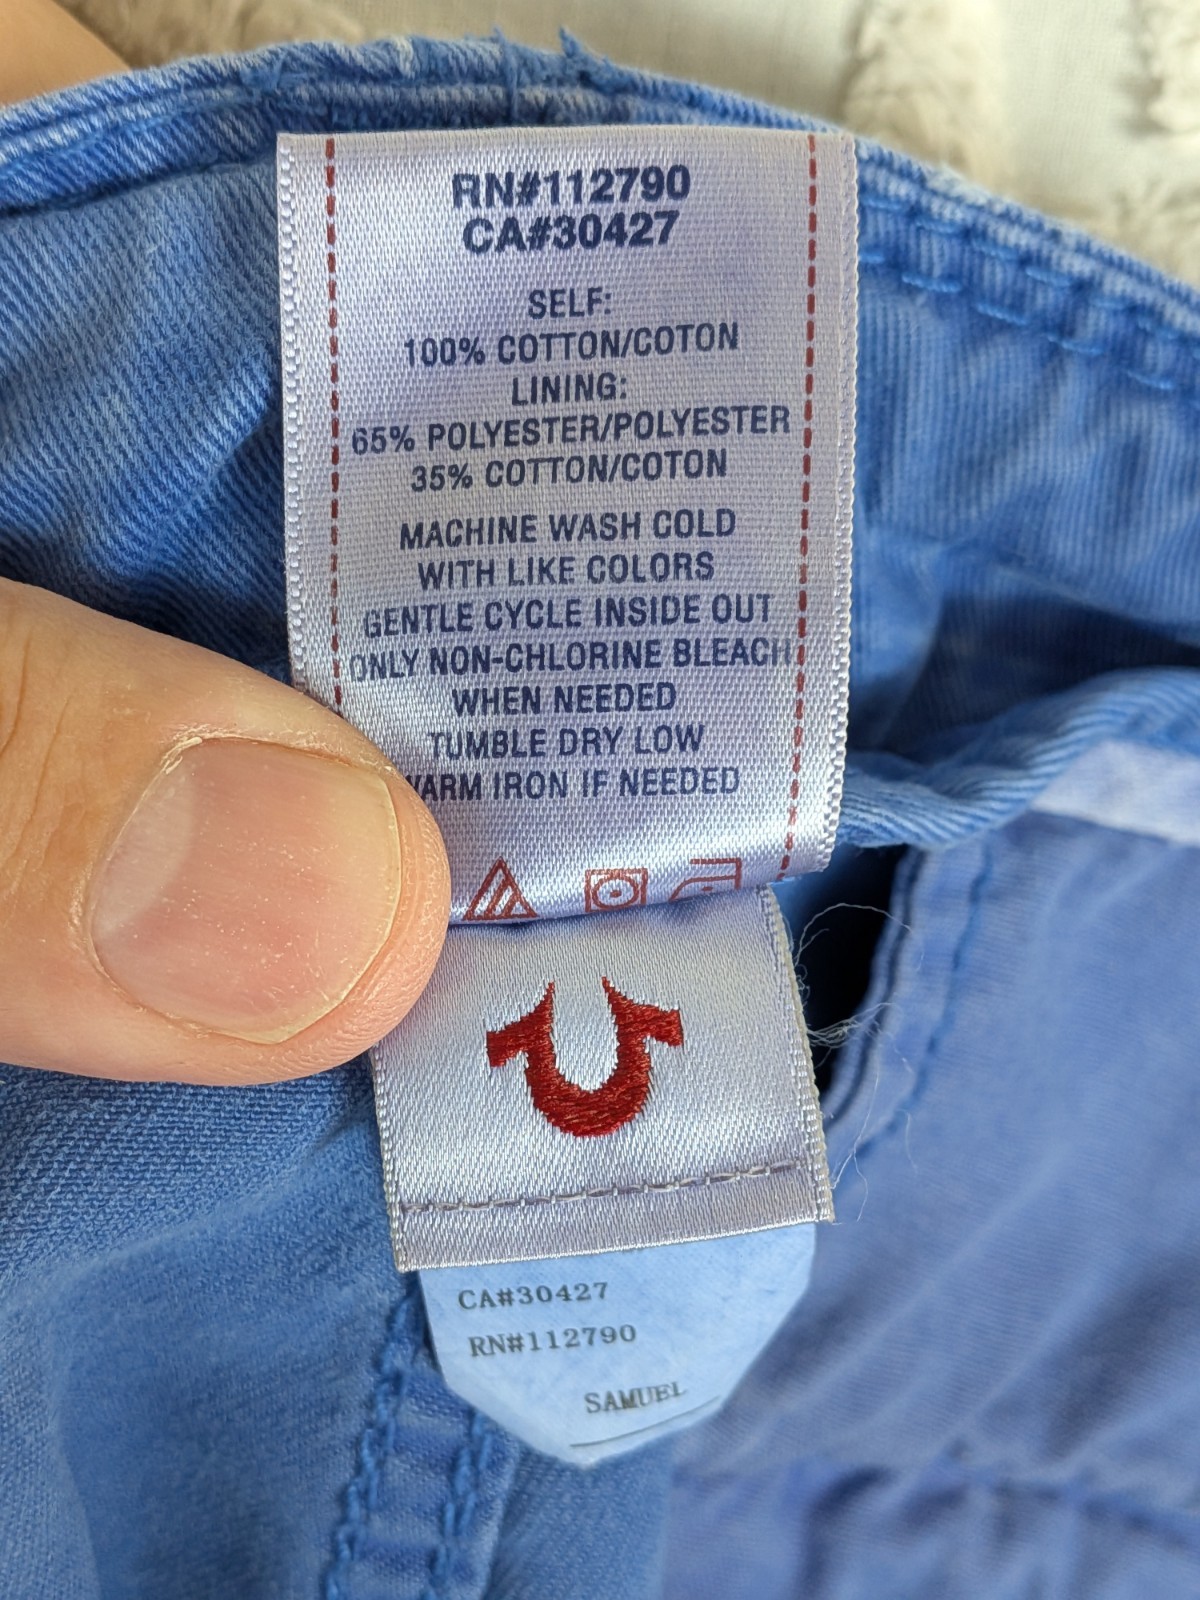 RN#112790
CA#30427
SELF:
100% COTTON/COTON
LINING:
65% POLYESTER/POLYESTER
35% COTTON/COTON
MACHINE WASH COLD
WITH LIKE COLORS
GENTLE CYCLE INSIDE OUT
ONLY NON-CHLORINE BLEACH
WHEN NEEDED
TUMBLE DRY LOW
WARM IRON IF NEEDED
CA#30427
RN#112790
SAMUEL